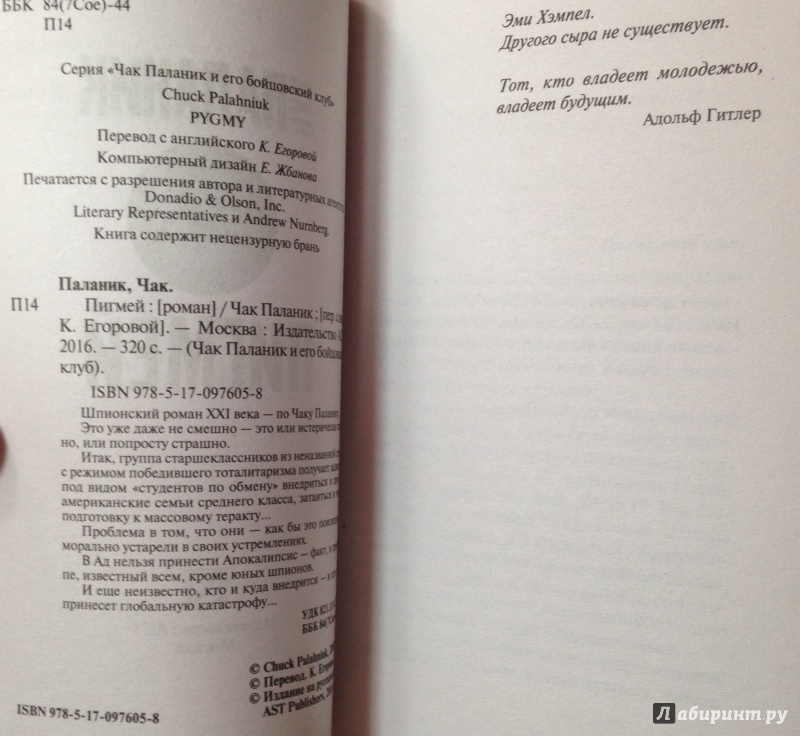 ББК 84(7Сое)-44
П14
Серия «Чак Паланик и его бойцовский клуб»
Chuck Palahniuk
PYGMY
Перевод с английского К. Егоровой
Компьютерный дизайн Е. Жбанова
Печатается с разрешения автора и литературных
Donadio & Olson, Inc.
Literary Representatives и Andrew Nurnberg.
Книга содержит нецензурную брань
Паланик, Чак.
П14 Пигмей : [роман] / Чак Паланик ; [пер.
К. Егоровой]. — Москва : Издательство
2016. — 320 с. — (Чак Паланик и его
клуб).
ISBN 978-5-17-097605-8
Шпионский роман XXI века — по Чаку
Это уже даже не смешно — это или
но, или попросту страшно.
Итак, группа старшеклассников из
с режимом победившего тоталитаризма получает
под видом «студентов по обмену» внедриться в
американские семьи среднего класса, затаиться и
подготовку к массовому теракту...
Проблема в том, что они — как бы это
морально устарели в своих устремлениях.
В Ад нельзя принести Апокалипсис — факт,
пе, известный всем, кроме юных шпионов.
И еще неизвестно, кто и куда внедрится — и
принесет глобальную катастрофу...
УДК
ББК
© Chuck Palahniuk,
© Перевод. К.
© Издание на
AST Publishers,
ISBN 978-5-17-097605-8
Эми Хэмпел.
Другого сыра не существует.
Тот, кто владеет молодежью,
владеет будущим.
Адольф Гитлер
Лабиринт.ру